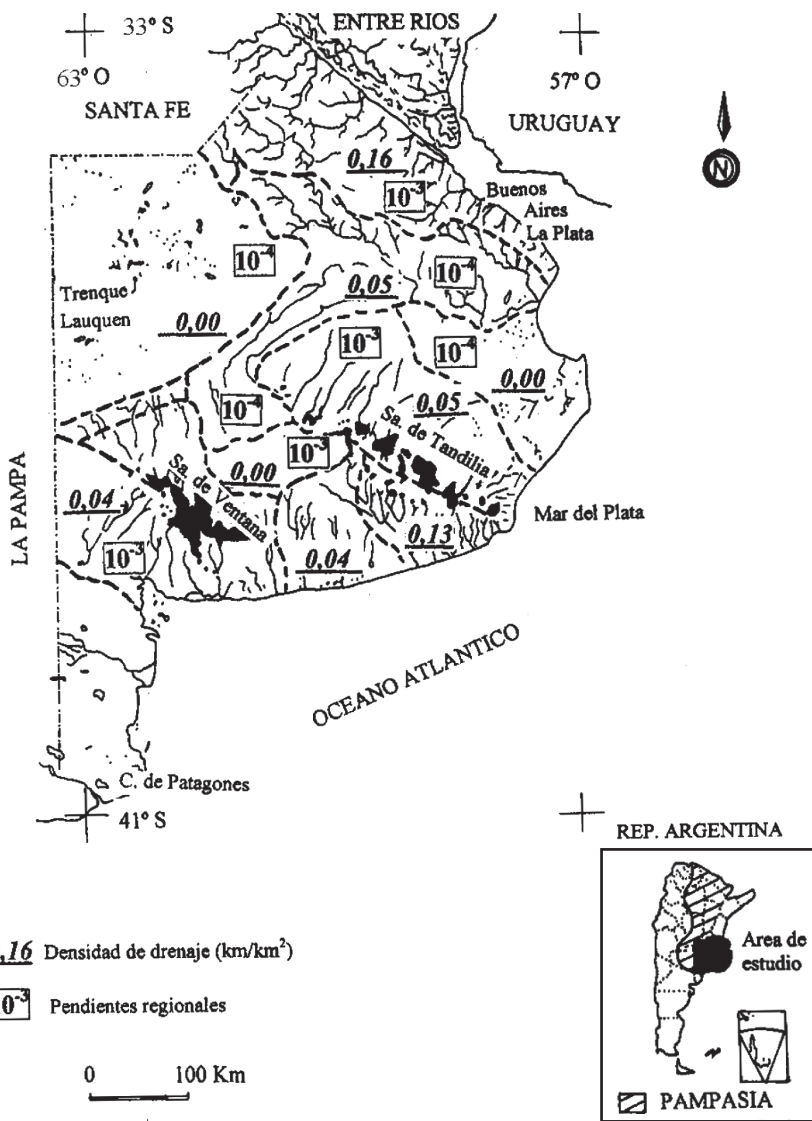 ENTRE RIOS
33° S
63° O
57° O
SANTA FE
URUGUAY
N
0,16
10⁻³
Buenos
Aires
La Plata
10⁻⁴
10⁻⁴
0,05
Trenque
Lauquen
0,00
10⁻³
10⁻⁴
0,00
10⁻⁴
0,05
Sa. de Tandilia
10⁻³
0,00
Sa. de Ventana
0,04
LA PAMPA
Mar del Plata
0,13
10⁻³
0,04
OCEANO ATLANTICO
C. de Patagones
41° S
REP. ARGENTINA
,16 Densidad de drenaje (km/km²)
0⁻³ Pendientes regionales
Area de
estudio
0 100 Km
PAMPASIA